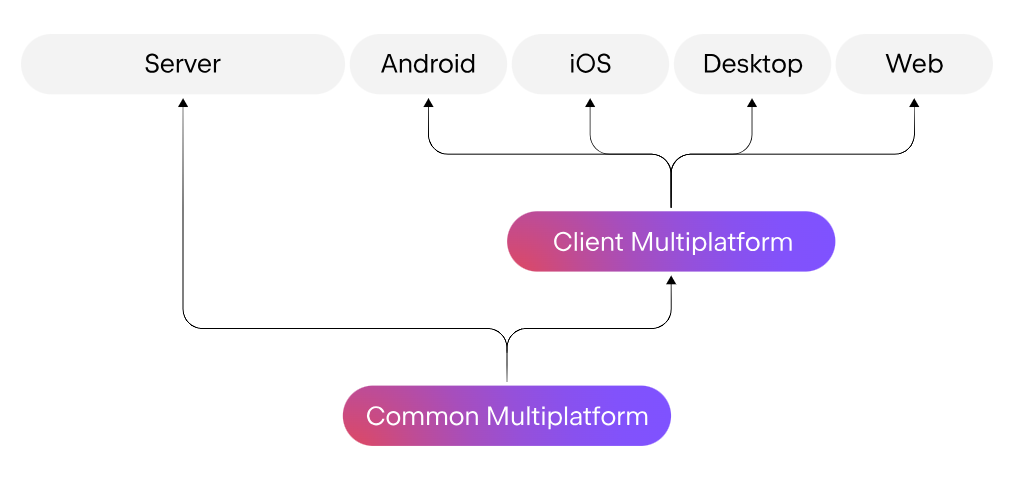 Server
Android
iOS
Desktop
Web
Client Multiplatform
Common Multiplatform